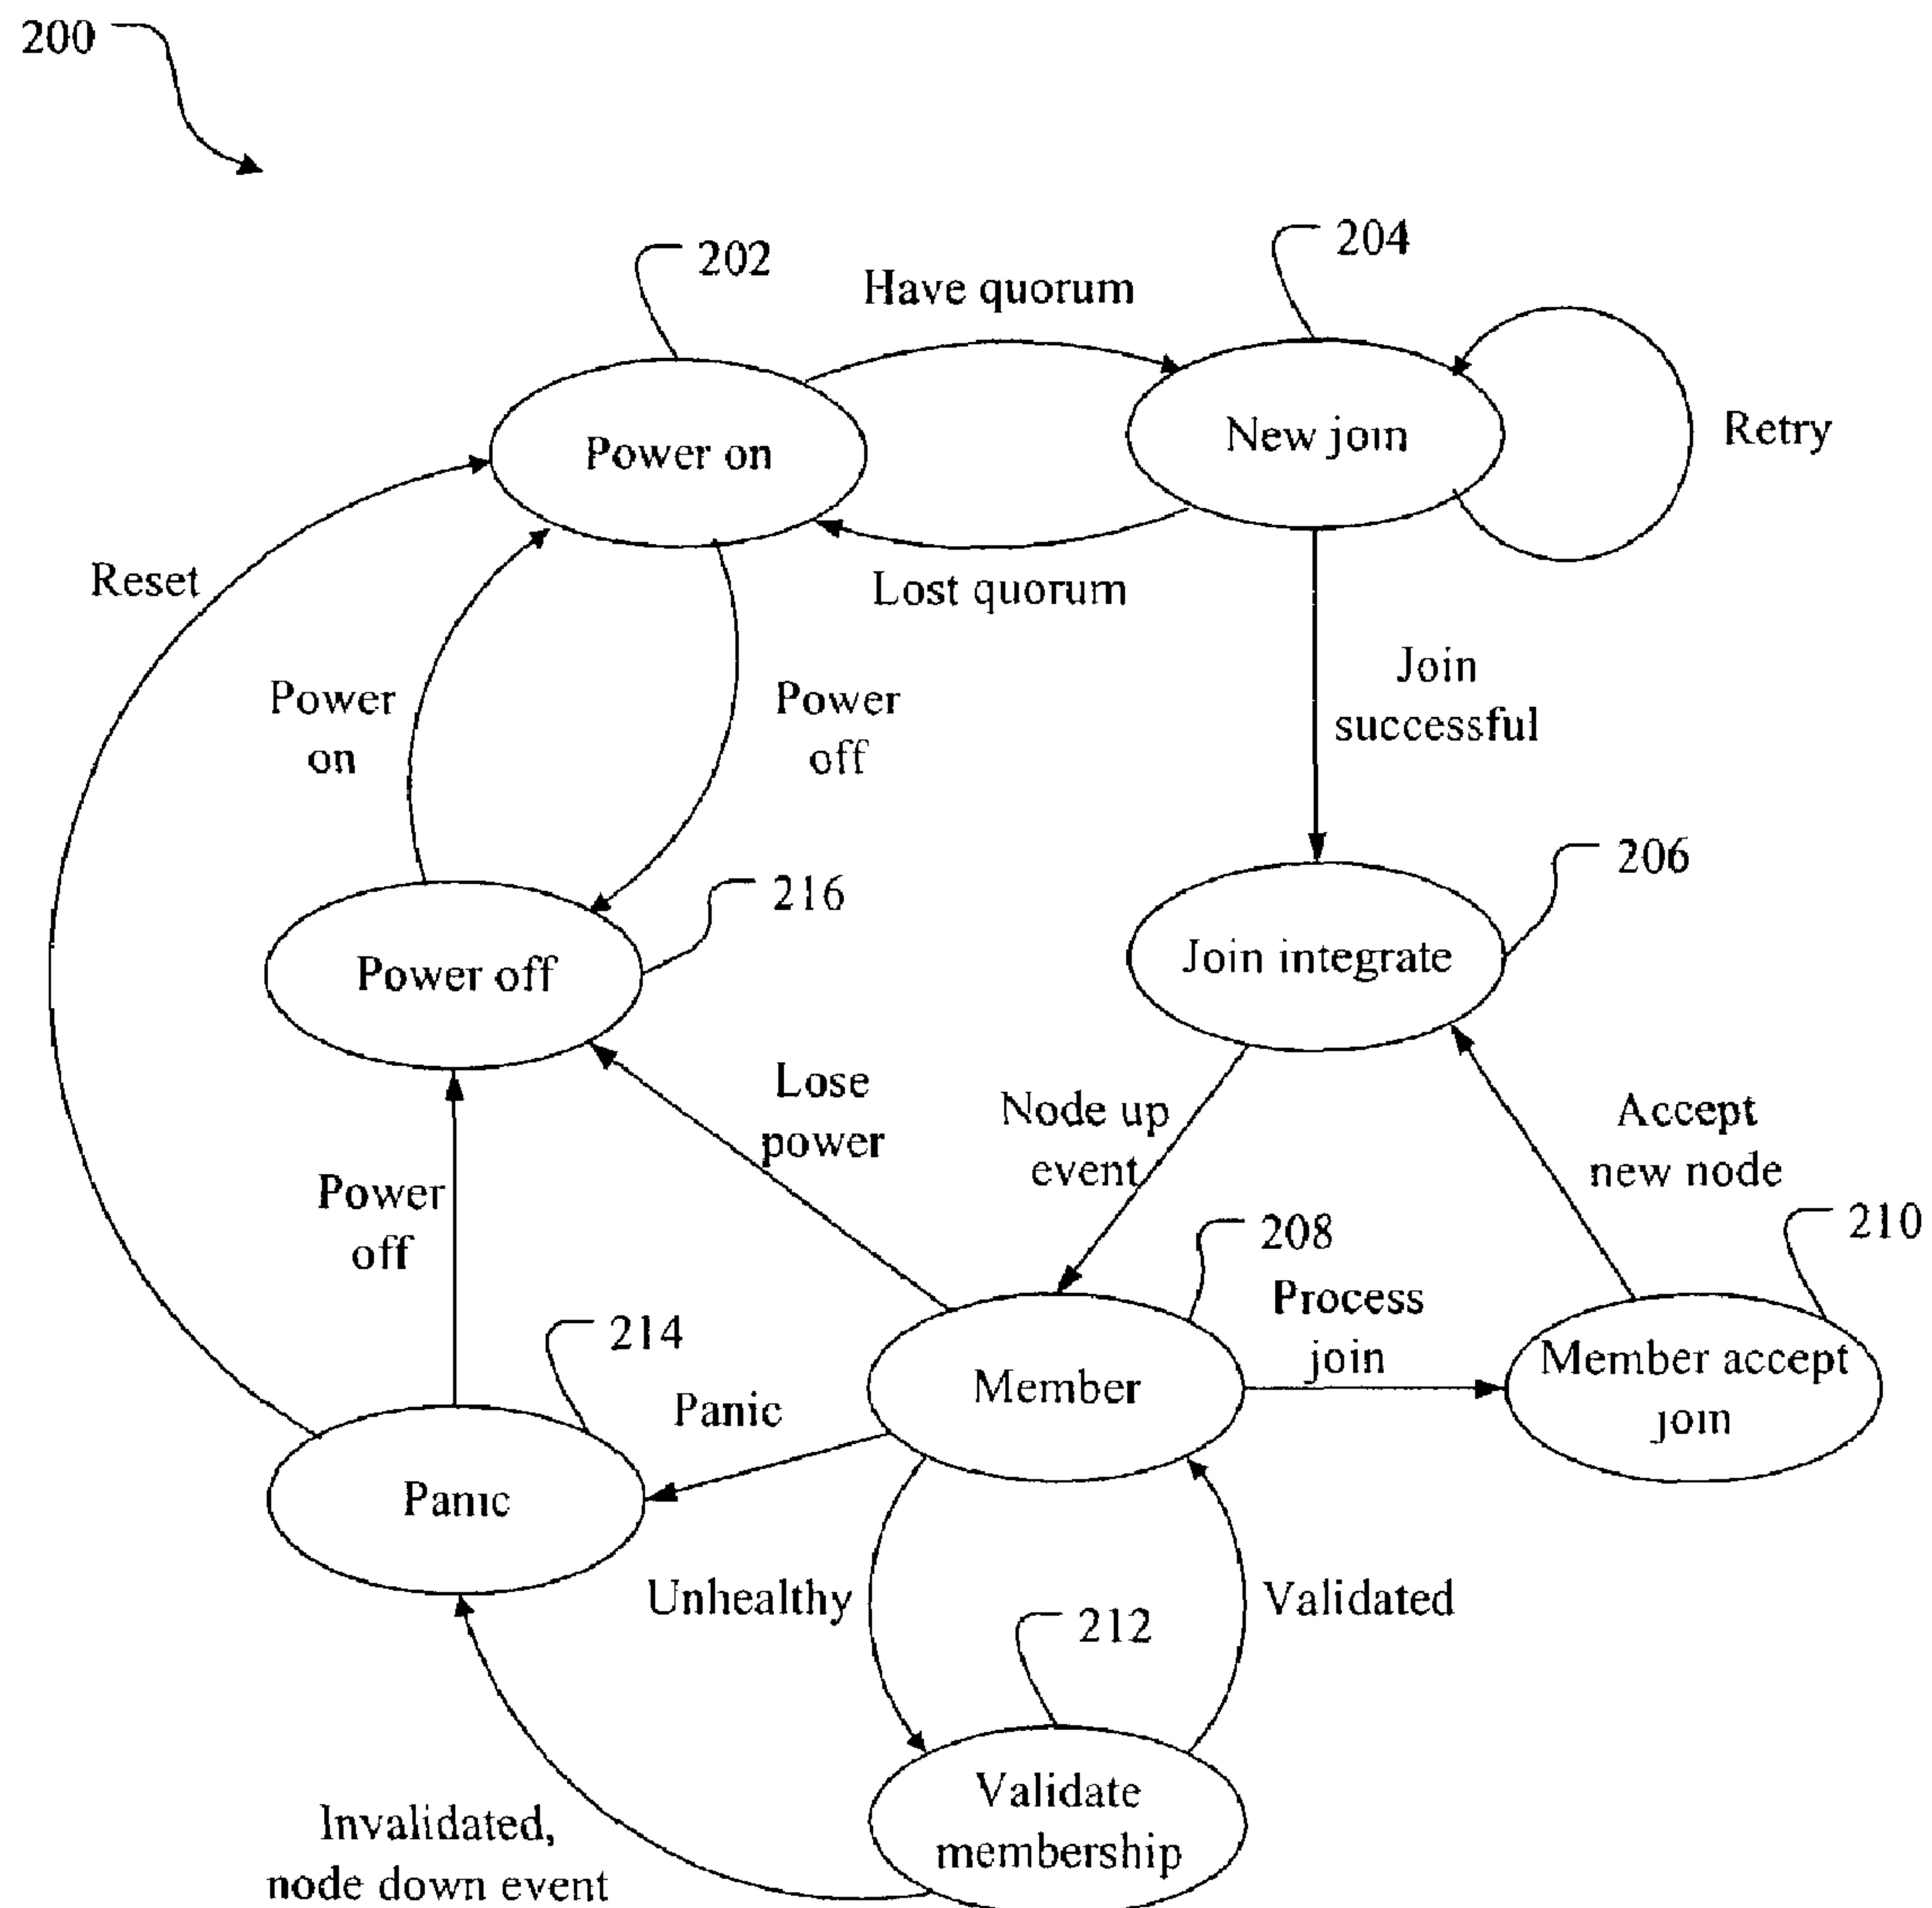 200
202
204
Have quorum
Power on
New join
Retry
Reset
Lost quorum
Power
on
Power
off
Join
successful
216
206
Power off
Join integrate
Lose
power
Node up
event
Accept
new node
Power
off
208
210
Process
join
214
Member
Member accept
join
Panic
Panic
Unhealthy
212
Validated
Validate
membership
Invalidated,
node down event